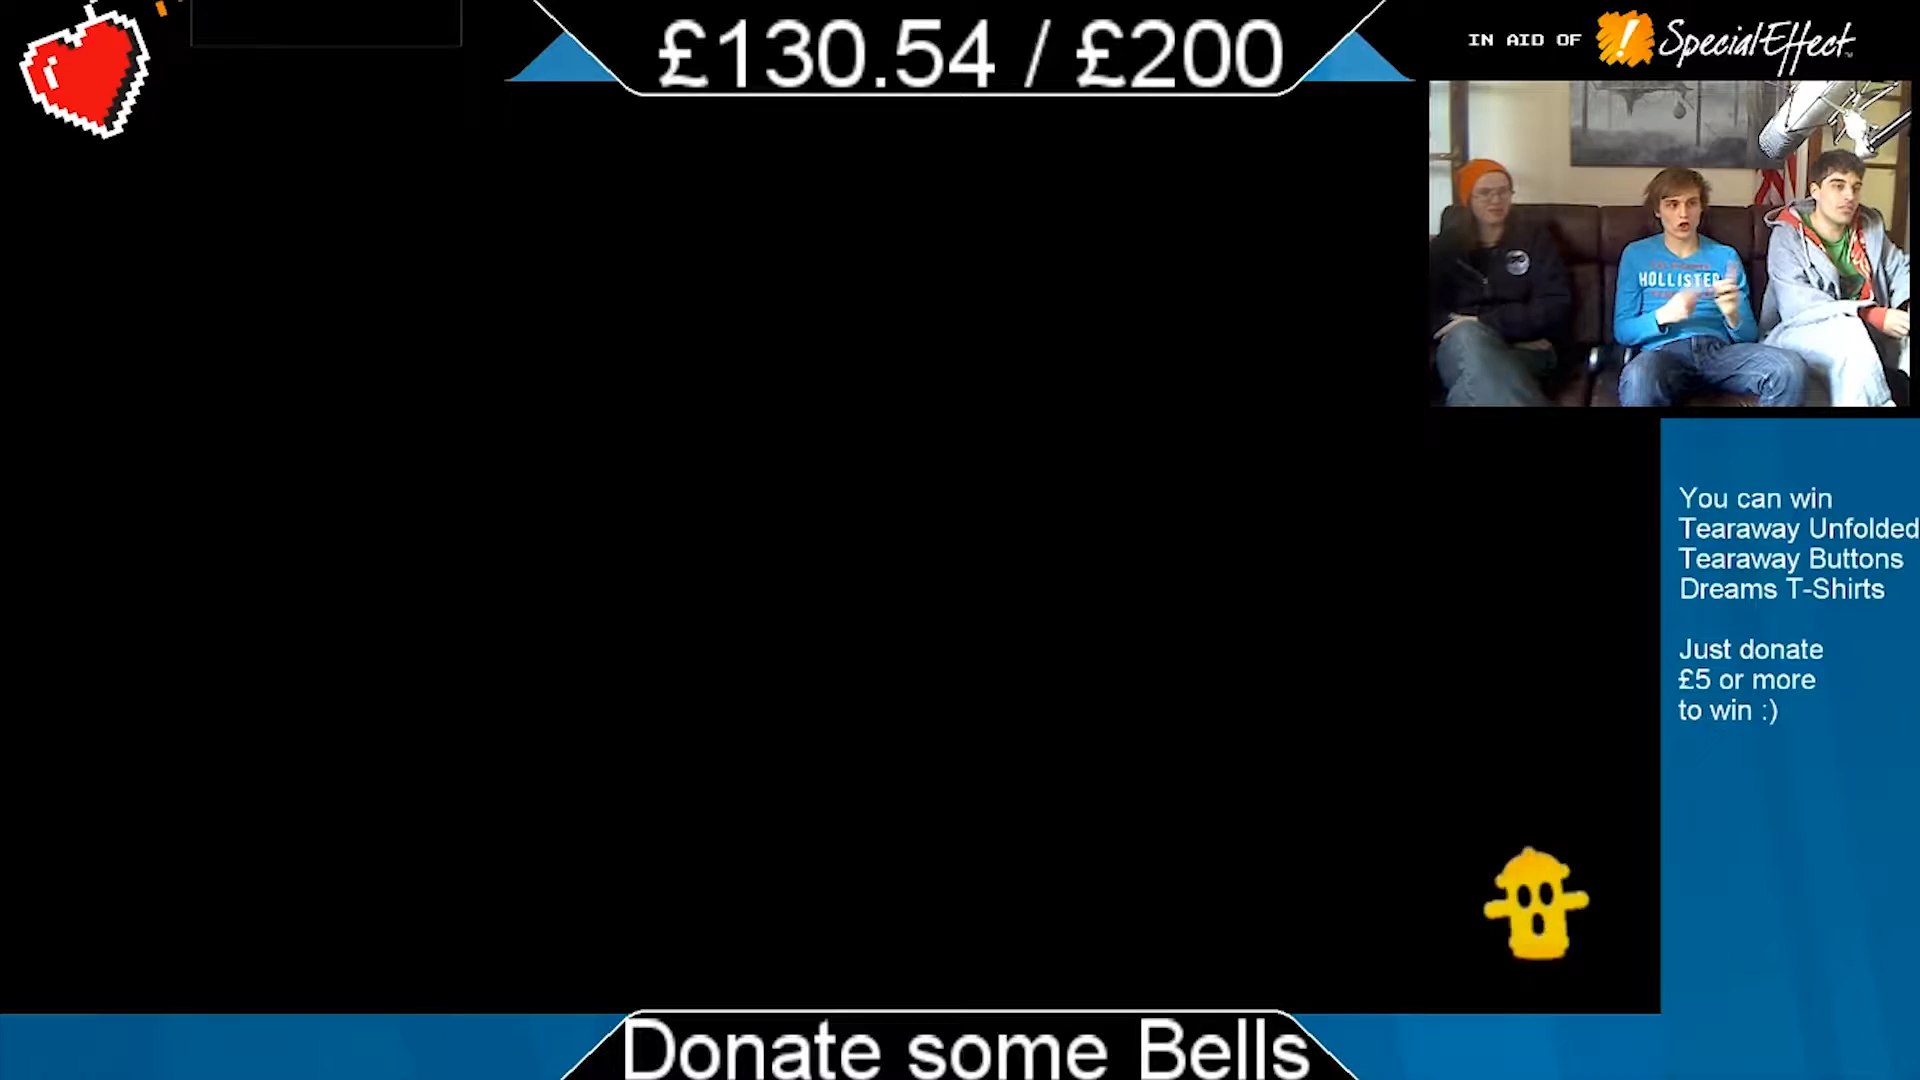 £130.54 / £200
IN AID OF
! SpecialEffect
HOLLISTER
You can win
Tearaway Unfolded
Tearaway Buttons
Dreams T-Shirts
Just donate
£5 or more
to win :)
Donate some Bells